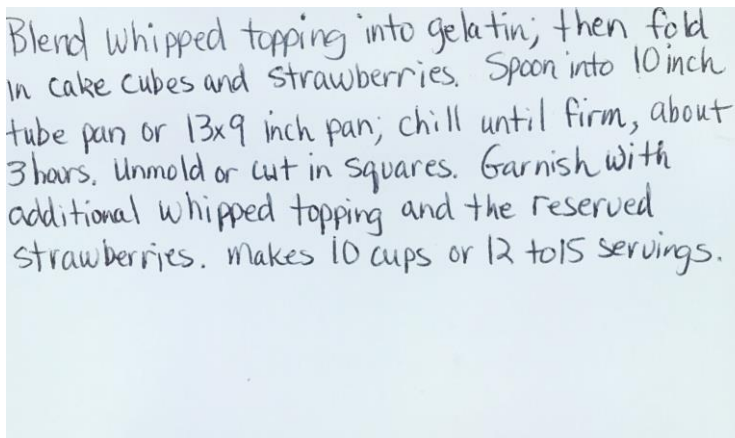 Blend whipped topping into gelatin; then fold
in cake cubes and strawberries. Spoon into 10 inch
tube pan or 13x9 inch pan; chill until firm, about
3 hours. Unmold or cut in squares. Garnish with
additional whipped topping and the reserved
strawberries. Makes 10 cups or 12 to 15 servings.